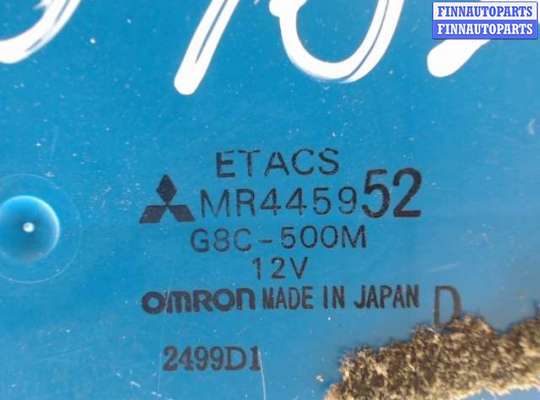 FINNAUTOPARTS
FINNAUTOPARTS
ETACS
MR445952
G8C-500M
12V
OMRON MADE IN JAPAN D
2499D1